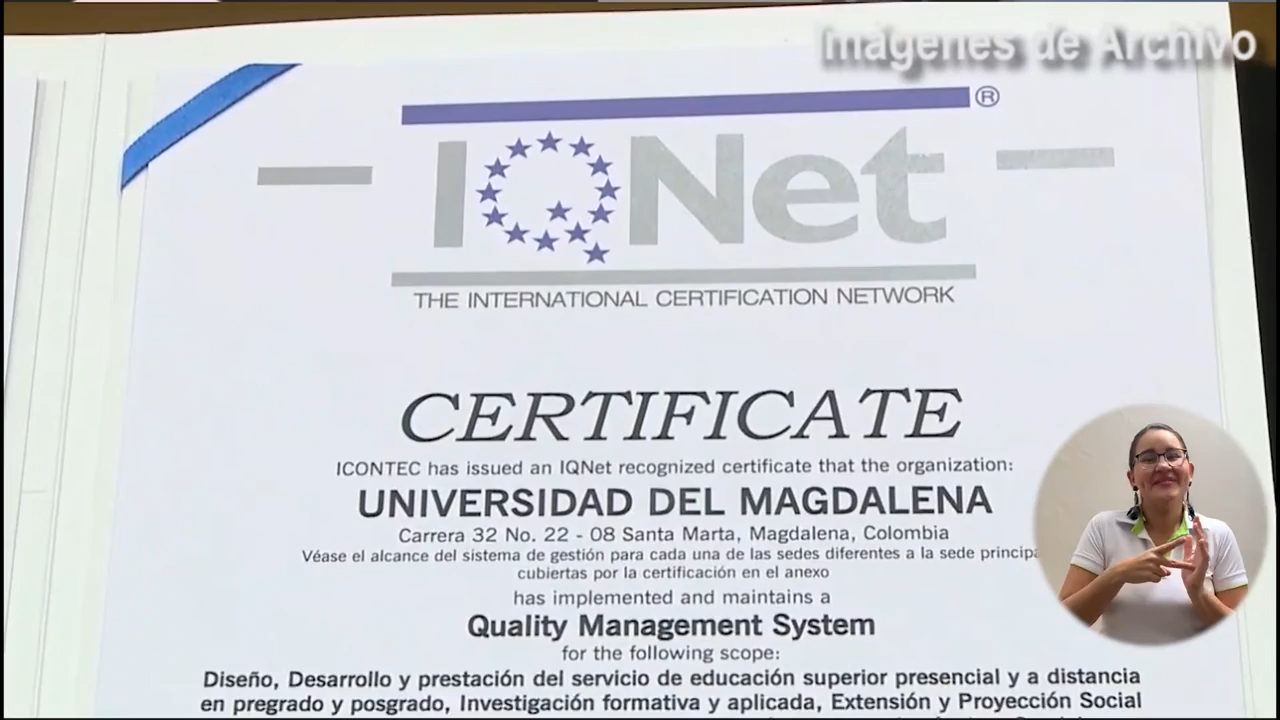 Imágenes de Archivo
®
IQNet
THE INTERNATIONAL CERTIFICATION NETWORK
CERTIFICATE
ICONTEC has issued an IQNet recognized certificate that the organization:
UNIVERSIDAD DEL MAGDALENA
Carrera 32 No. 22 - 08 Santa Marta, Magdalena, Colombia
Véase el alcance del sistema de gestión para cada una de las sedes diferentes a la sede
cubiertas por la certificación en el anexo
has implemented and maintains a
Quality Management System
for the following scope:
Diseño, Desarrollo y prestación del servicio de educación superior presencial y a distancia
en pregrado y posgrado, Investigación formativa y aplicada, Extensión y Proyección Social